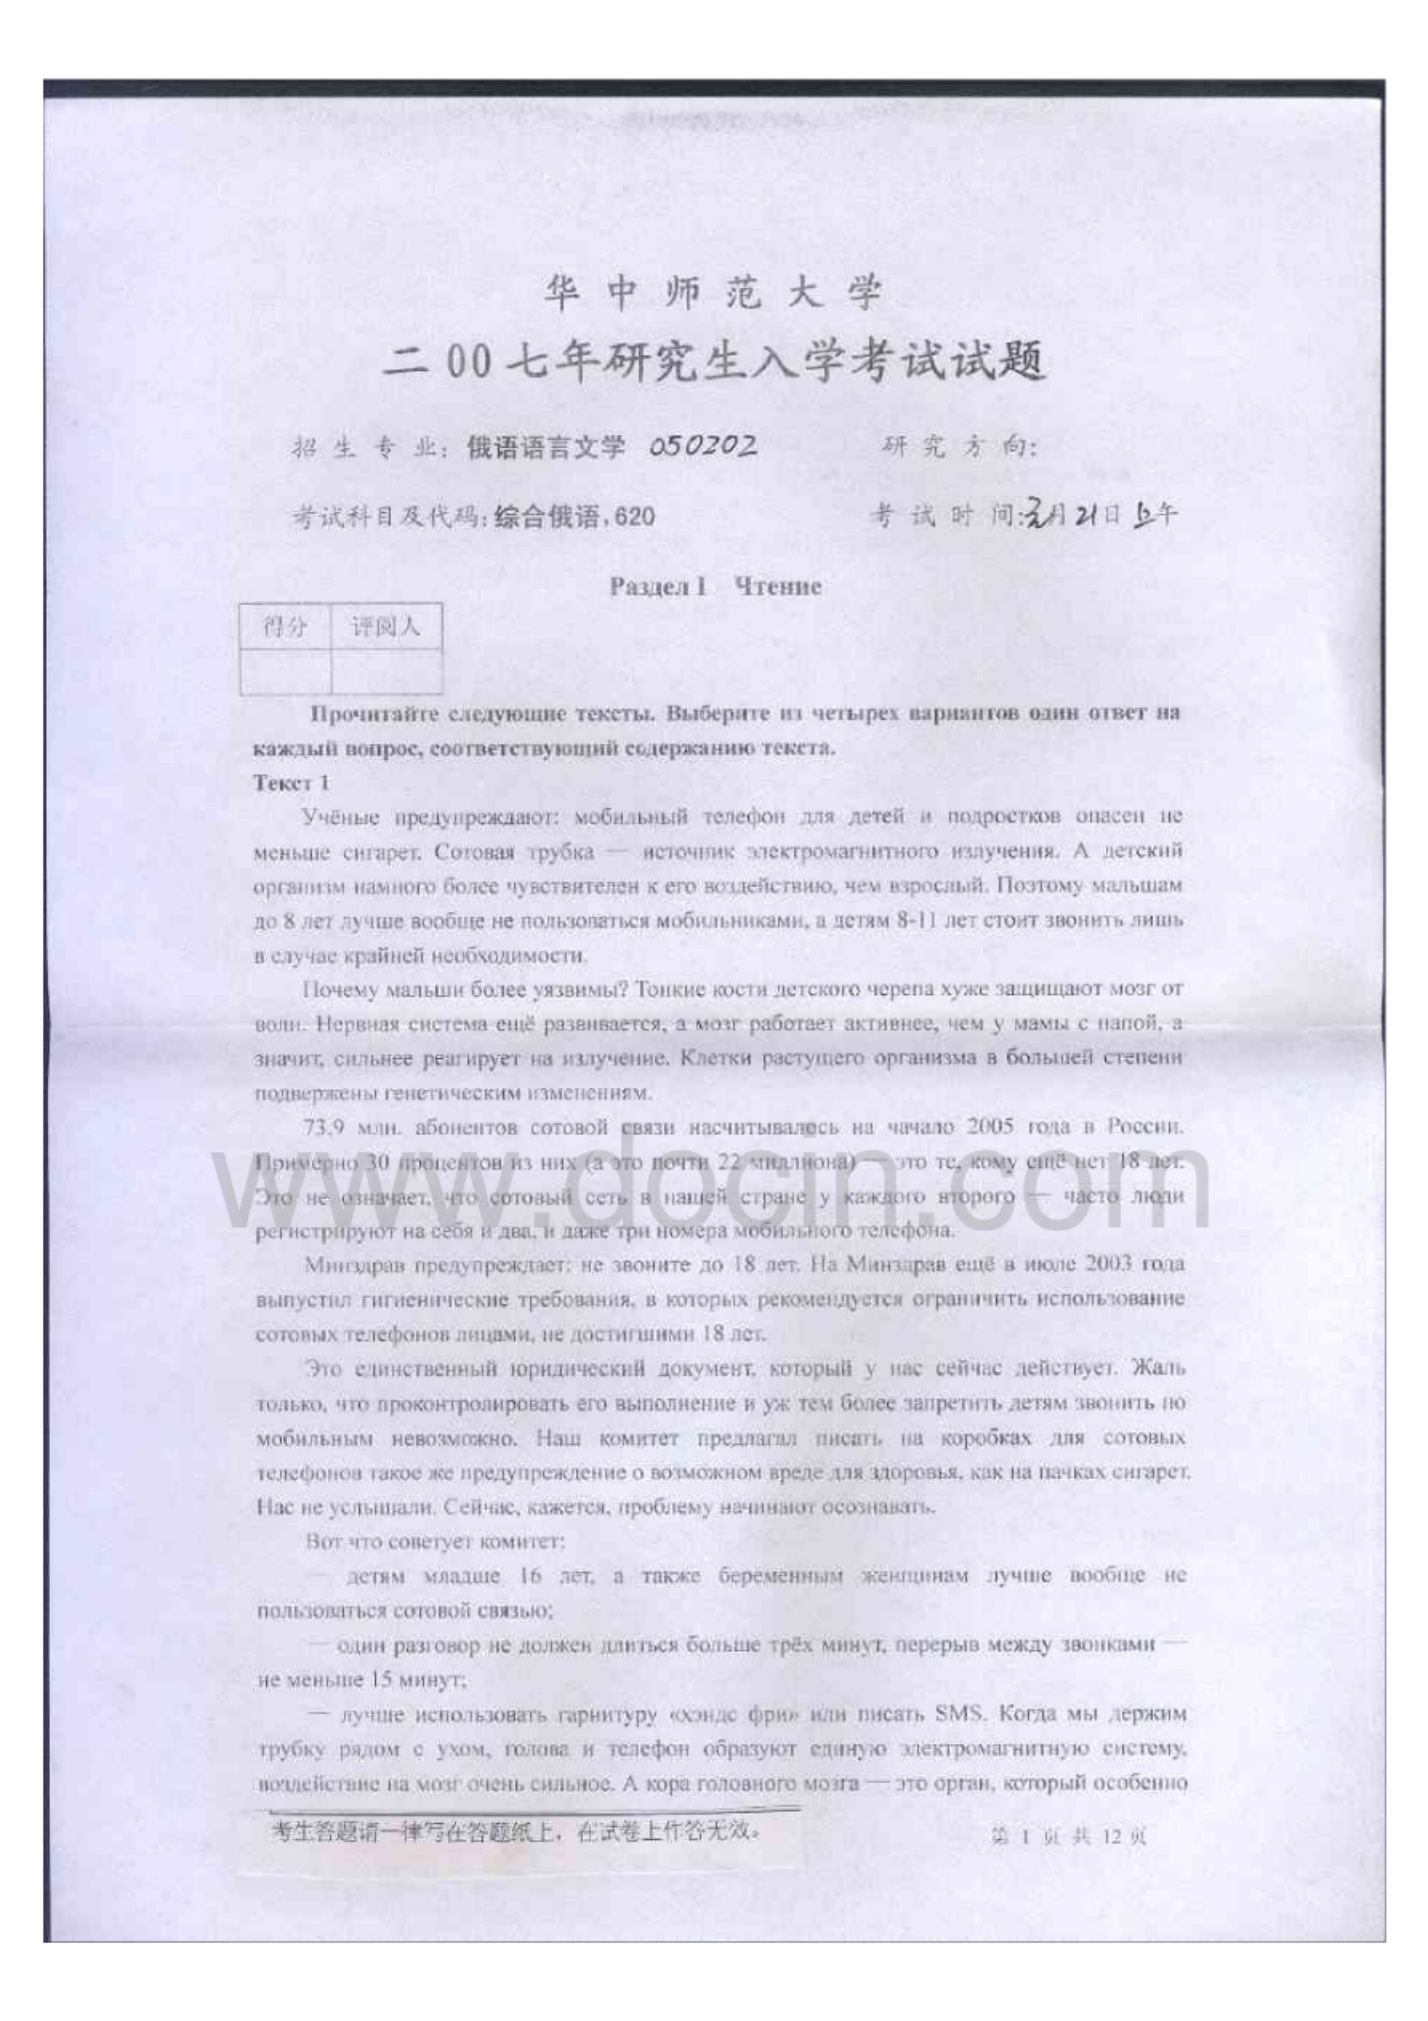 华中师范大学
二00七年研究生入学考试试题
招生专业: 俄语语言文学 050202 研究方向:
考试科目及代码: 综合俄语, 620 考试时间: 元月21日上午
Раздел I Чтение
得分 评阅人
Прочитайте следующие тексты. Выберите из четырех вариантов один ответ на
каждый вопрос, соответствующий содержанию текста.
Текст 1
Учёные предупреждают: мобильный телефон для детей и подростков опасен не
меньше сигарет. Сотовая трубка — источник электромагнитного излучения. А детский
организм намного более чувствителен к его воздействию, чем взрослый. Поэтому малышам
до 8 лет лучше вообще не пользоваться мобильниками, а детям 8-11 лет стоит звонить лишь
в случае крайней необходимости.
Почему малыши более уязвимы? Тонкие кости детского черепа хуже защищают мозг от
волн. Нервная система ещё развивается, а мозг работает активнее, чем у мамы с папой, а
значит, сильнее реагирует на излучение. Клетки растущего организма в большей степени
подвержены генетическим изменениям.
73,9 млн. абонентов сотовой связи насчитывалось на начало 2005 года в России.
Примерно 30 процентов из них (а это почти 22 миллиона) — это те, кому ещё нет 18 лет.
Это не означает, что сотовый сеть в нашей стране у каждого второго — часто люди
регистрируют на себя и два, и даже три номера мобильного телефона.
www.docin.com
Минздрав предупреждает: не звоните до 18 лет. На Минздрав ещё в июле 2003 года
выпустил гигиенические требования, в которых рекомендуется ограничить использование
сотовых телефонов лицами, не достигшими 18 лет.
Это единственный юридический документ, который у нас сейчас действует. Жаль
только, что проконтролировать его выполнение и уж тем более запретить детям звонить по
мобильным невозможно. Наш комитет предлагал писать на коробках для сотовых
телефонов такое же предупреждение о возможном вреде для здоровья, как на пачках сигарет.
Нас не услышали. Сейчас, кажется, проблему начинают осознавать.
Вот что советует комитет:
— детям младше 16 лет, а также беременным женщинам лучше вообще не
пользоваться сотовой связью;
— один разговор не должен длиться больше трёх минут, перерыв между звонками —
не меньше 15 минут;
— лучше использовать гарнитуру «хэндс фри» или писать SMS. Когда мы держим
трубку рядом с ухом, голова и телефон образуют единую электромагнитную систему,
воздействие на мозг очень сильное. А кора головного мозга — это орган, который особенно
考生答题请一律写在答题纸上，在试卷上作答无效。
第 1 页 共 12 页